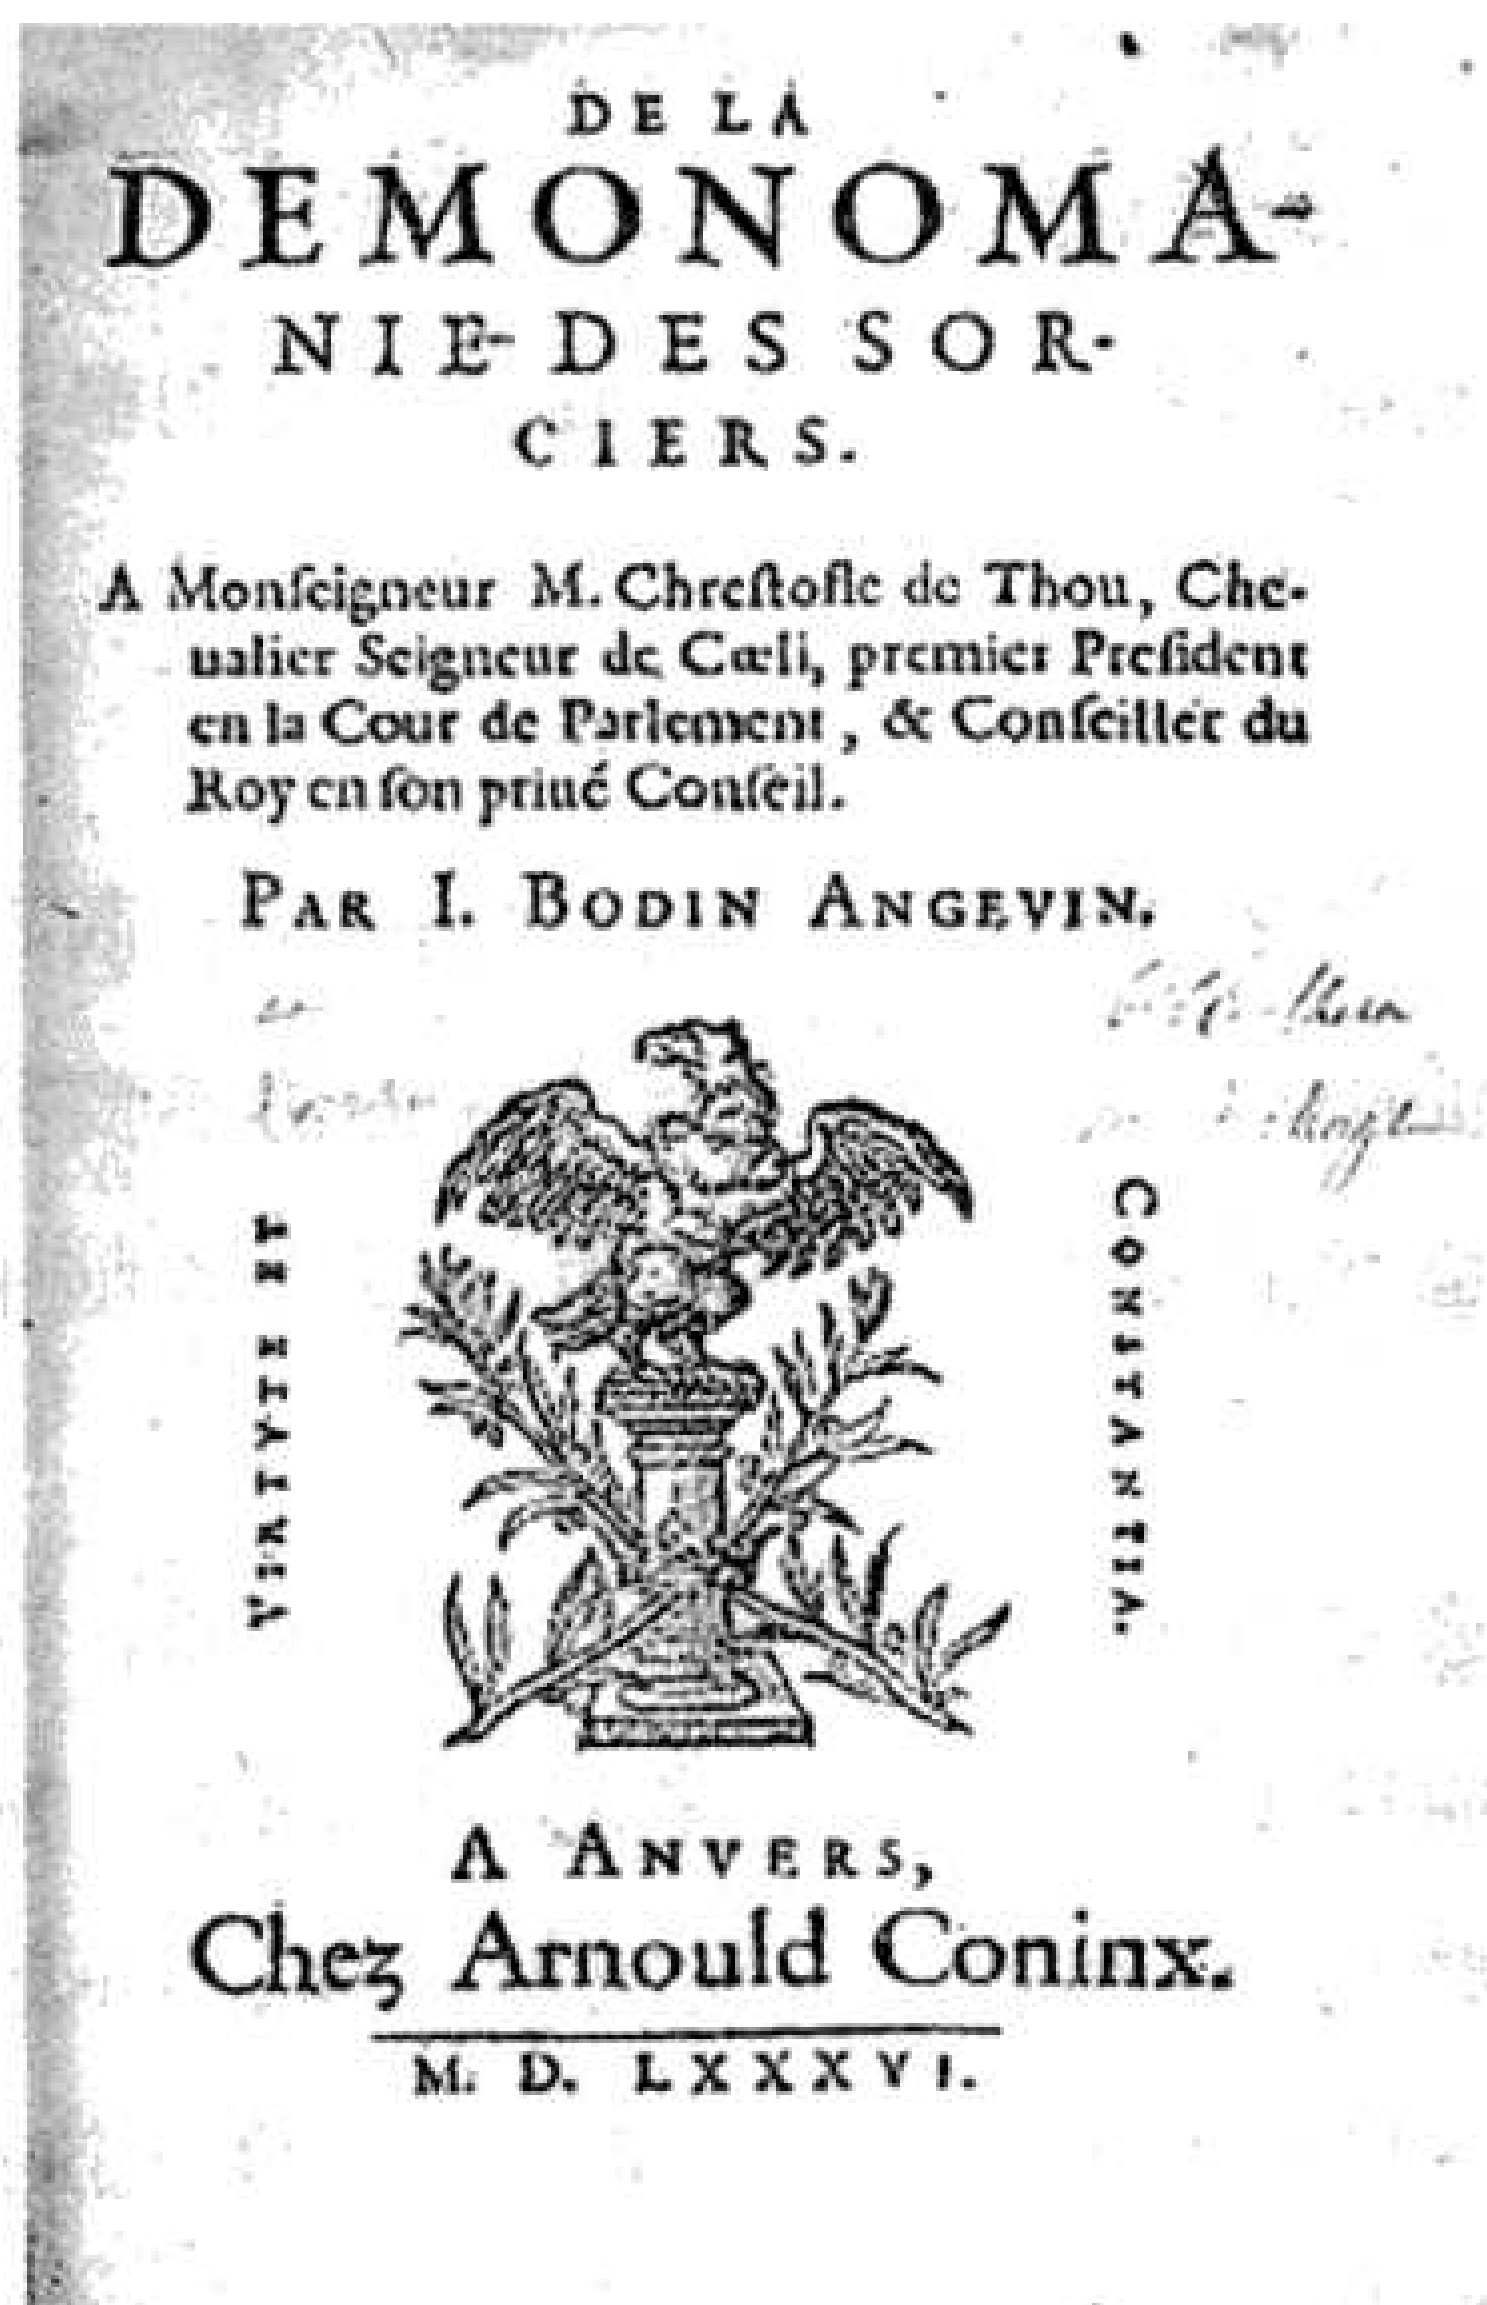 DE LA
DEMONOMA-
NIE DES SOR-
CIERS.
A Monſeigneur M. Chreſtofle de Thou, Che-
ualier Seigneur de Cœli, premier Preſident
en la Cour de Parlement, & Conſeiller du
Roy en ſon priué Conſeil.
PAR I. BODIN ANGEVIN.
VIRTVTE ET
CONSTANTIA.
A ANVERS,
Chez Arnould Coninx.
M. D. LXXXVI.